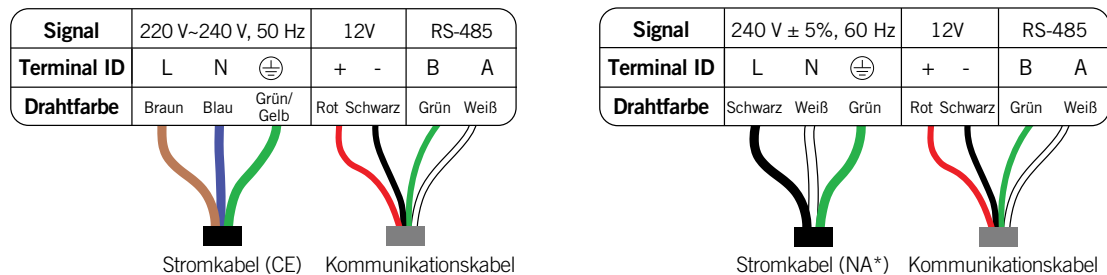 Signal 220 V~240 V, 50 Hz 12V RS-485
Terminal ID L N + - B A
Drahtfarbe Braun Blau Grün/ Gelb Rot Schwarz Grün Weiß
Stromkabel (CE) Kommunikationskabel
Signal 240 V ± 5%, 60 Hz 12V RS-485
Terminal ID L N + - B A
Drahtfarbe Schwarz Weiß Grün Rot Schwarz Grün Weiß
Stromkabel (NA*) Kommunikationskabel